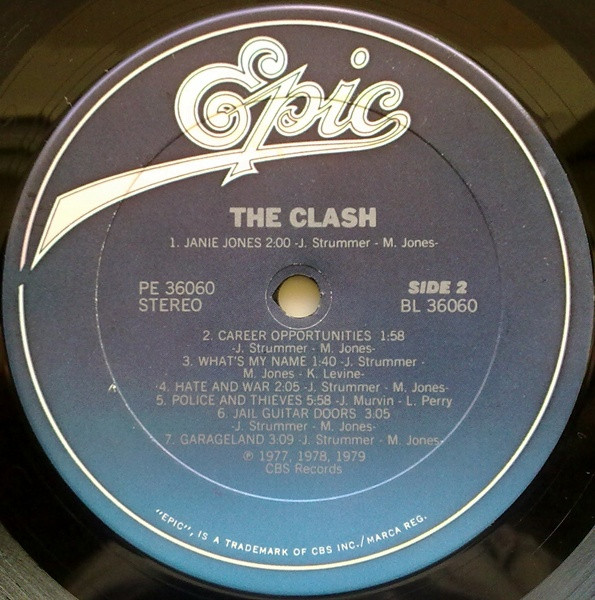 Epic
THE CLASH
1. JANIE JONES 2:00 -J. Strummer - M. Jones-
PE 36060
STEREO
SIDE 2
BL 36060
2. CAREER OPPORTUNITIES 1:58
-J. Strummer - M. Jones-
3. WHAT'S MY NAME 1:40 -J. Strummer -
M. Jones - K. Levine-
4. HATE AND WAR 2:05 -J. Strummer - M. Jones-
5. POLICE AND THIEVES 5:58 -J. Murvin - L. Perry
6. JAIL GUITAR DOORS 3:05
-J. Strummer - M. Jones-
7. GARAGELAND 3:09 -J. Strummer - M. Jones-
℗ 1977, 1978, 1979
CBS Records
"EPIC", IS A TRADEMARK OF CBS INC./MARCA REG.